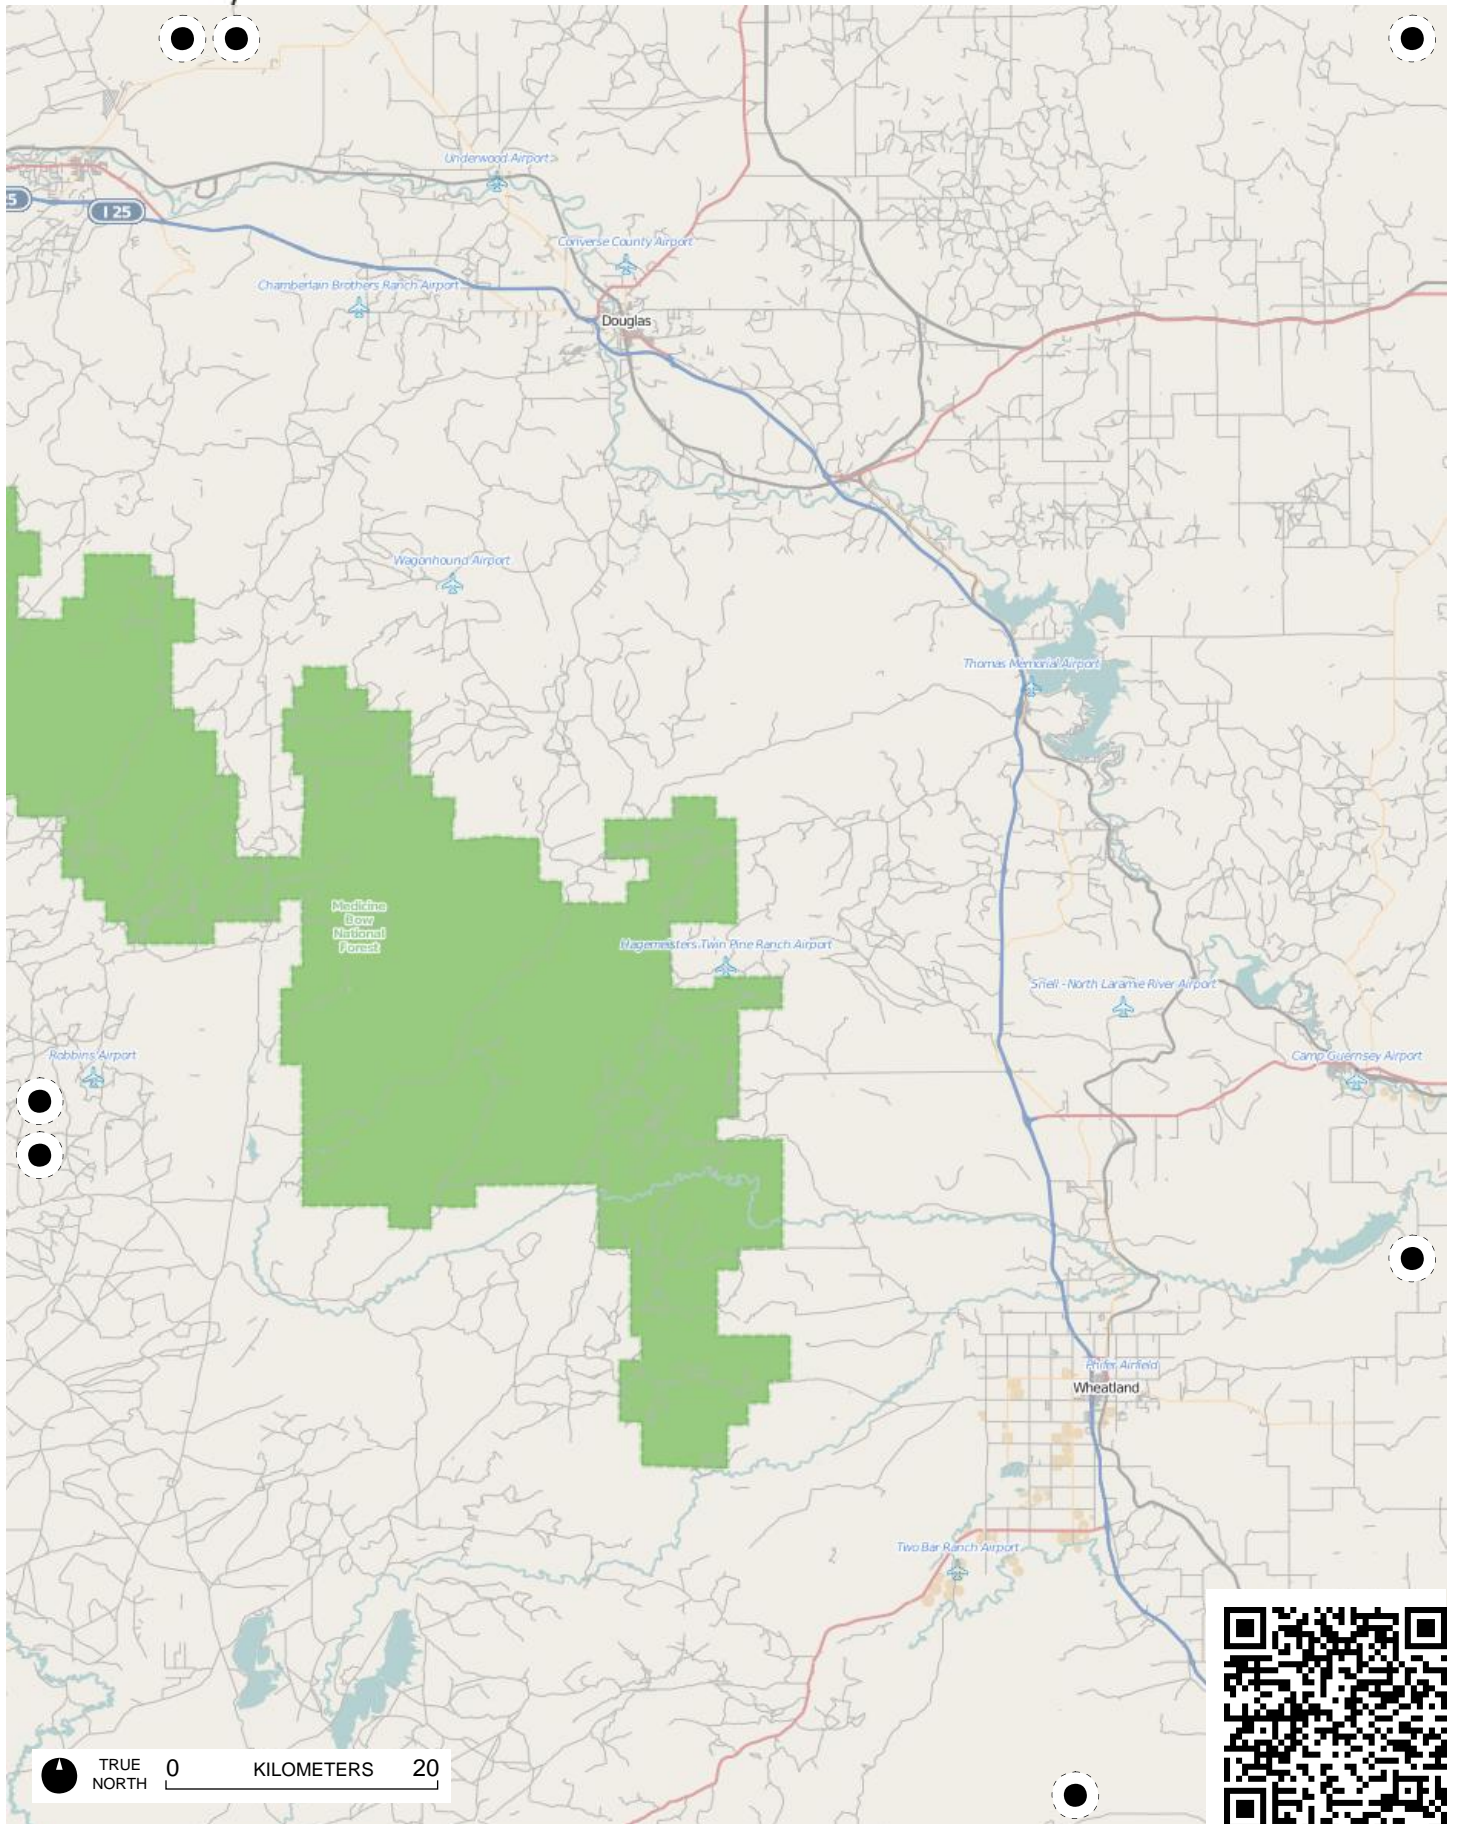 Underwood Airport
5
I 25
Converse County Airport
Chamberlain Brothers Ranch Airport
Douglas
Wagonhound Airport
Thomas Memorial Airport
Medicine
Bow
National
Forest
Hagemeisters Twin Pine Ranch Airport
Snell - North Laramie River Airport
Robbins Airport
Camp Guernsey Airport
Phifer Airfield
Wheatland
Two Bar Ranch Airport
TRUE
NORTH
0 KILOMETERS 20